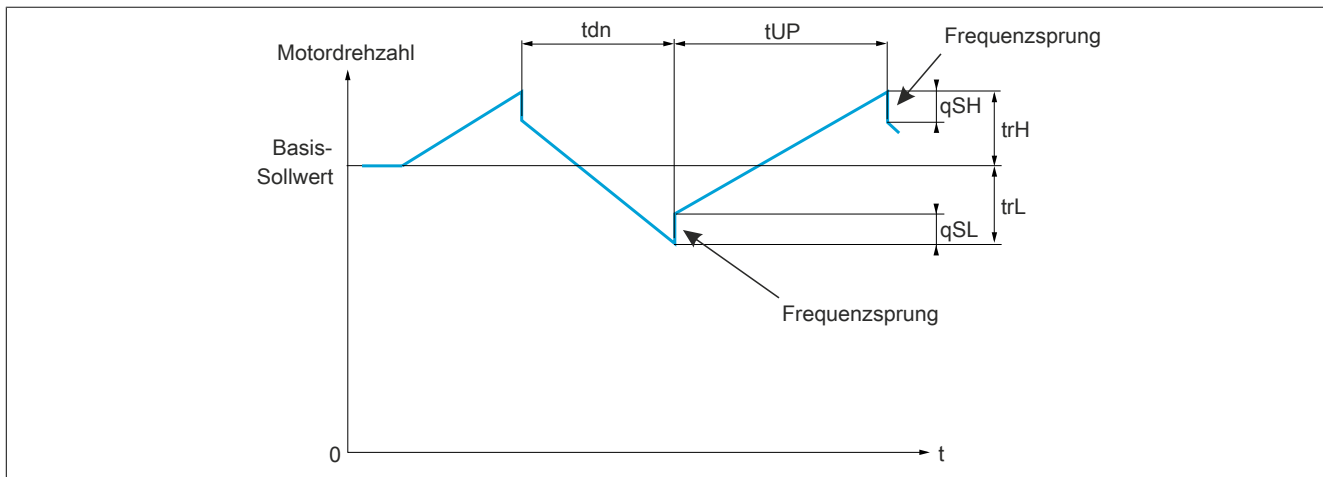 tdn
tUP
Frequenzsprung
Motordrehzahl
qSH
trH
Basis-
Sollwert
trL
qSL
Frequenzsprung
0
t